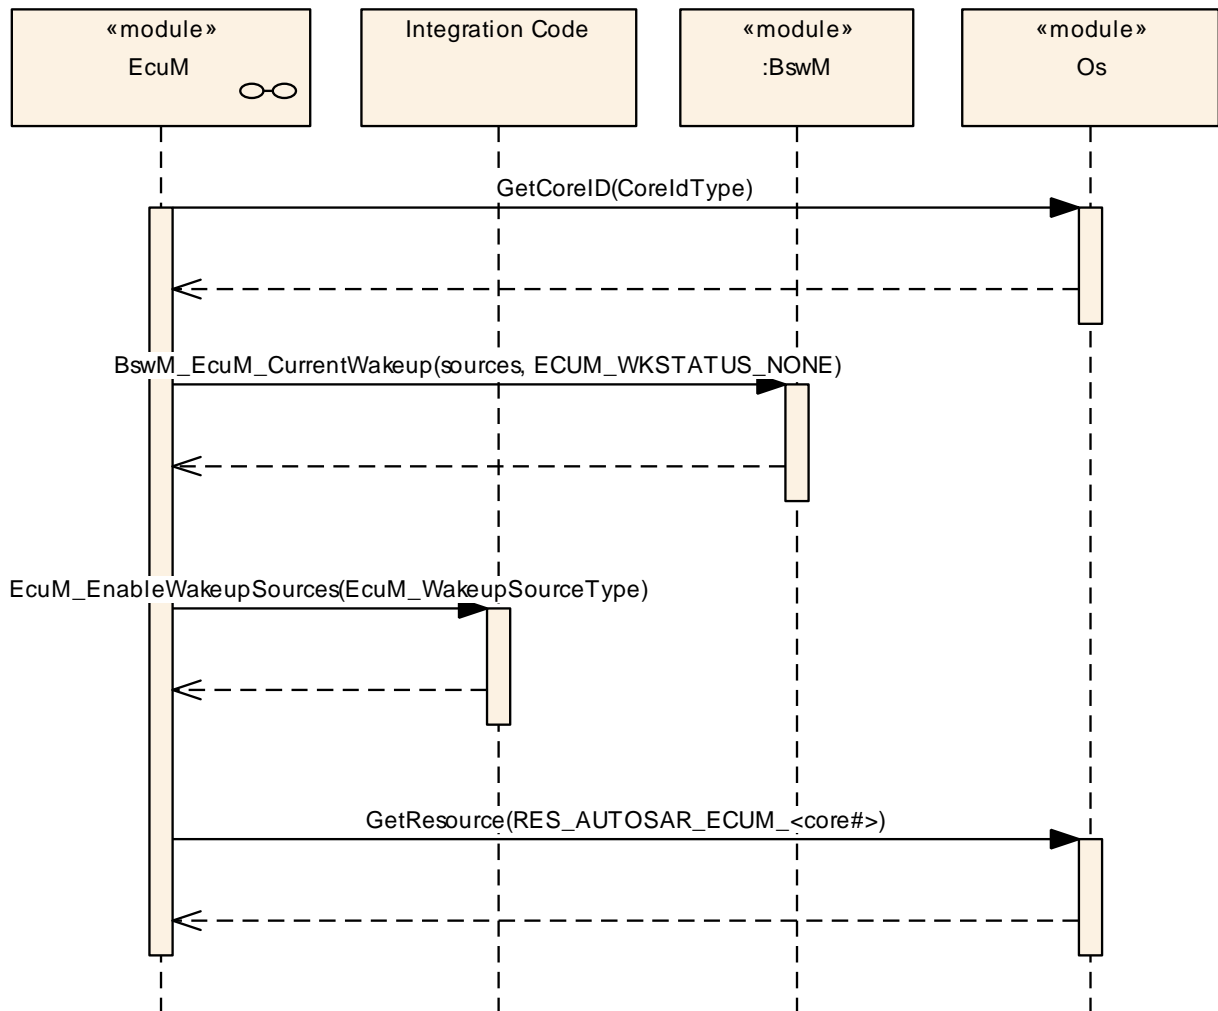 «module»
EcuM
Integration Code
«module»
:BswM
«module»
Os
GetCoreID(CoreIdType)
BswM_EcuM_CurrentWakeup(sources, ECUM_WKSTATUS_NONE)
EcuM_EnableWakeupSources(EcuM_WakeupSourceType)
GetResource(RES_AUTOSAR_ECUM_<core#>)